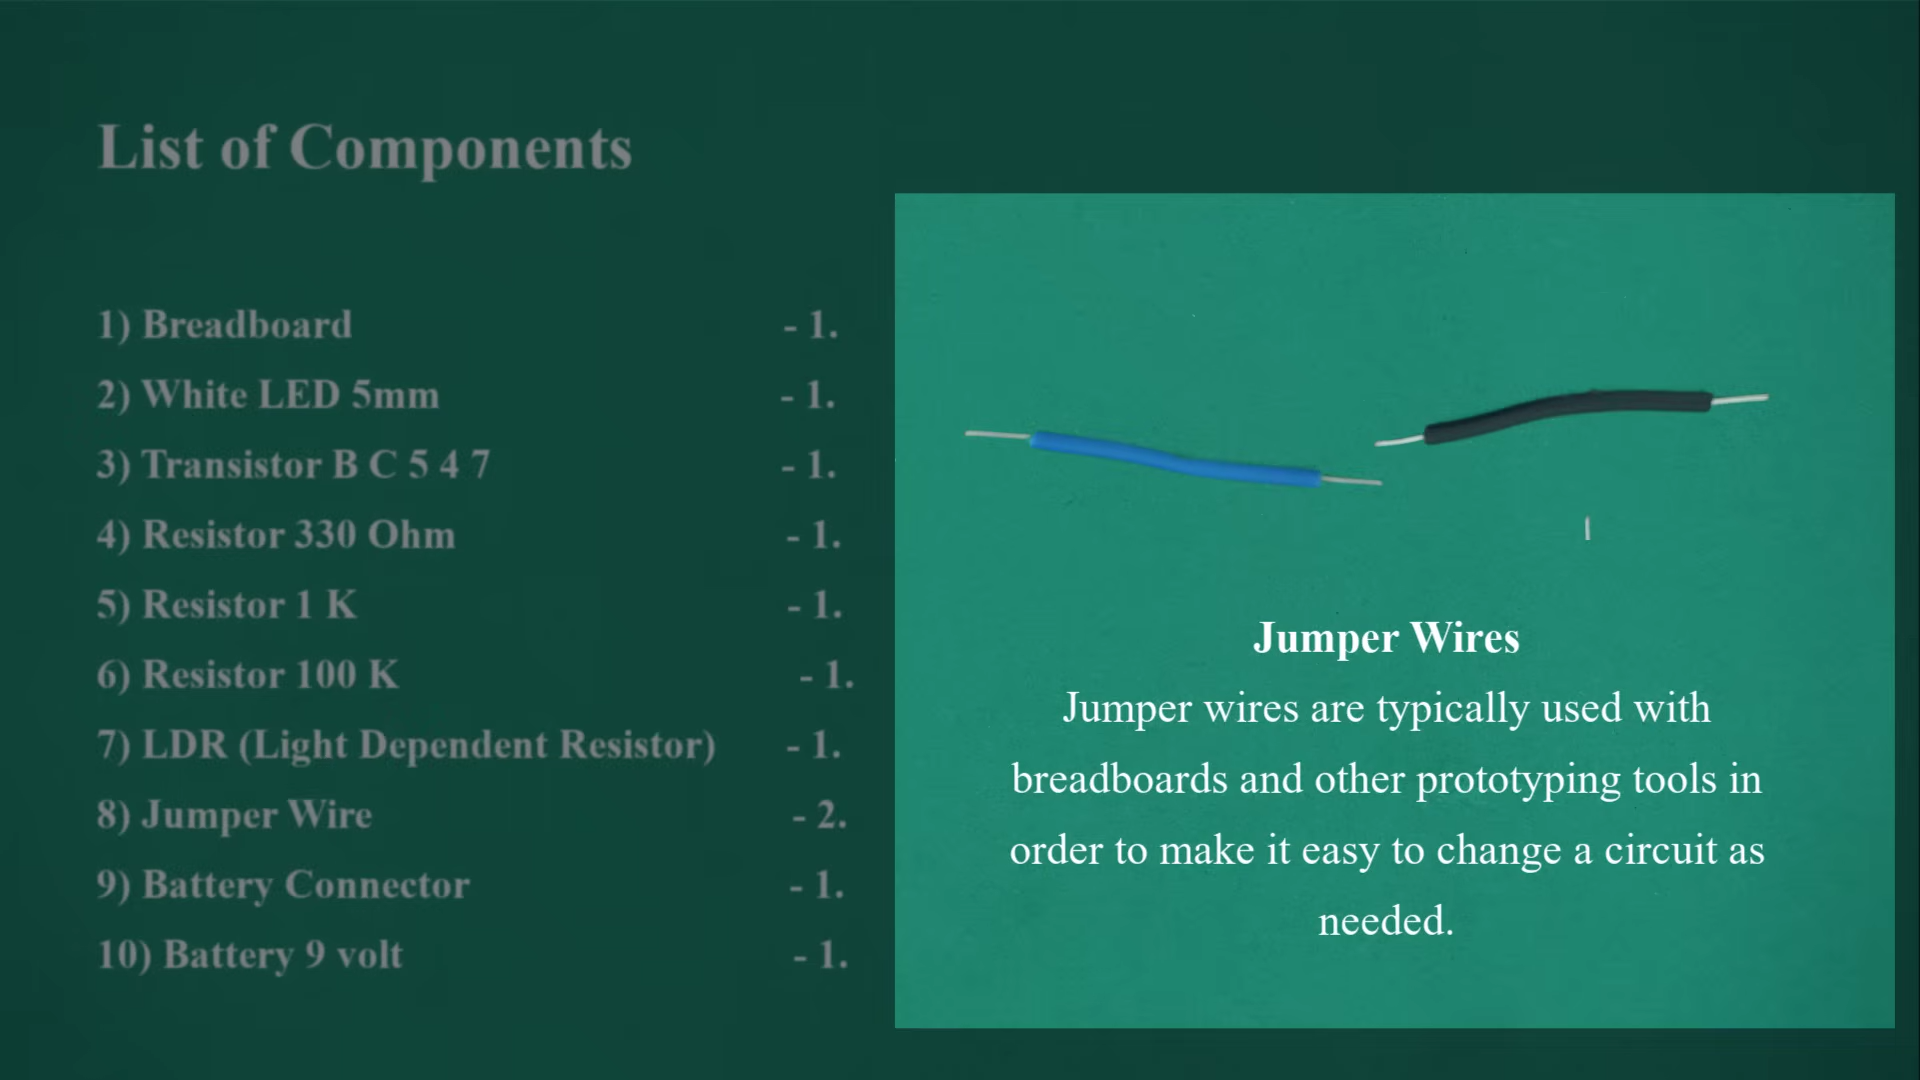 List of Components
1) Breadboard - 1.
2) White LED 5mm - 1.
3) Transistor B C 5 4 7 - 1.
4) Resistor 330 Ohm - 1.
5) Resistor 1 K - 1.
6) Resistor 100 K - 1.
7) LDR (Light Dependent Resistor) - 1.
8) Jumper Wire - 2.
9) Battery Connector - 1.
10) Battery 9 volt - 1.
Jumper Wires
Jumper wires are typically used with
breadboards and other prototyping tools in
order to make it easy to change a circuit as
needed.